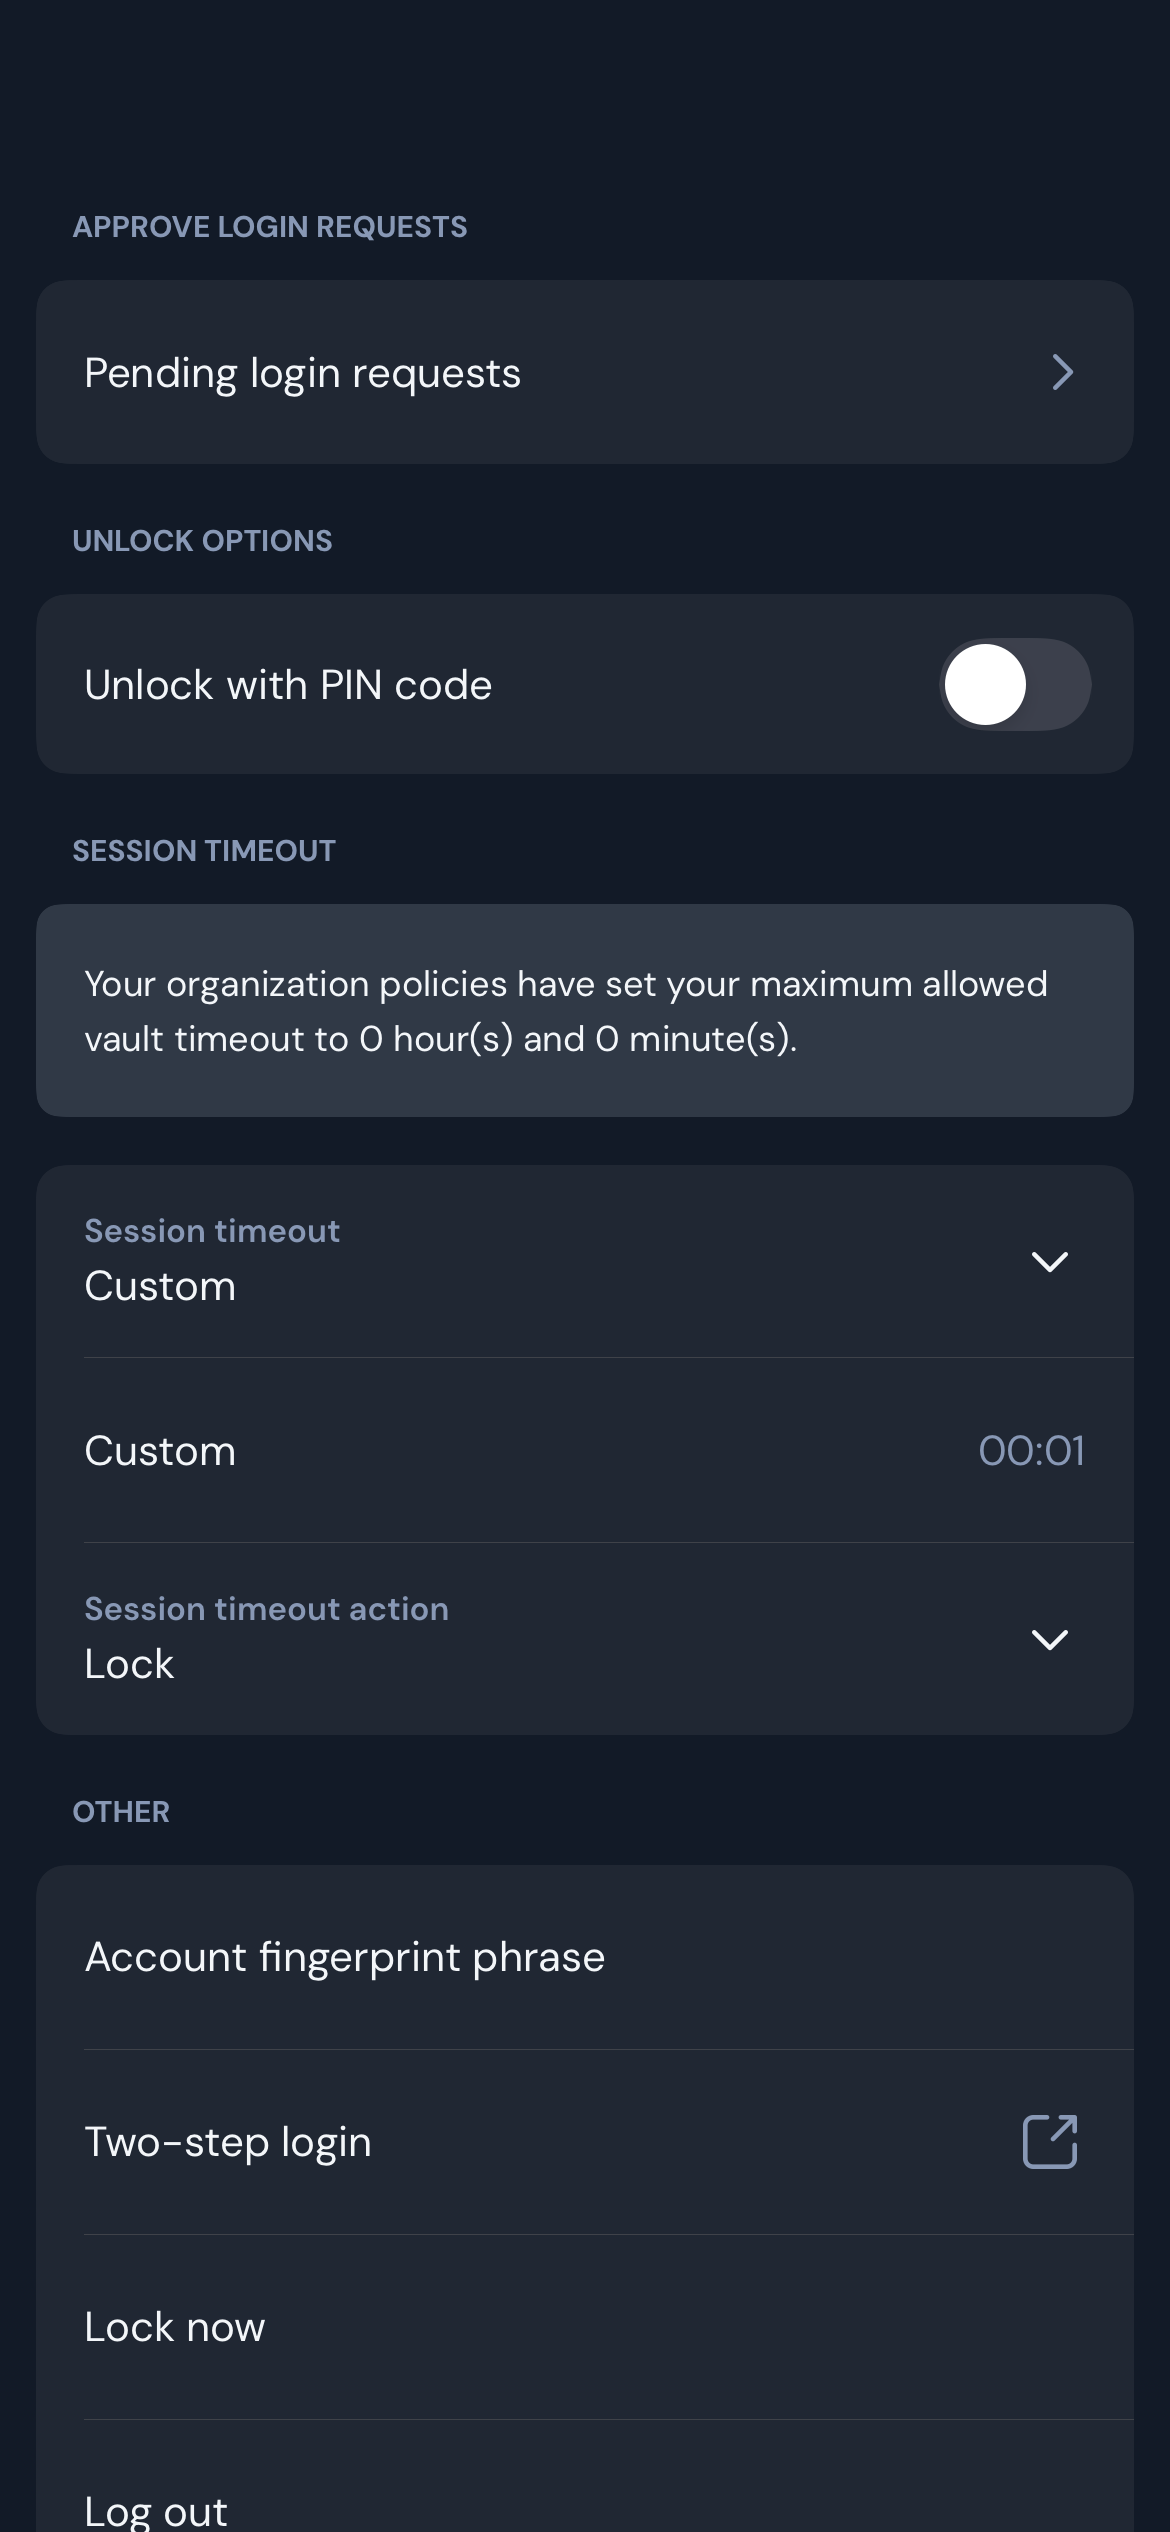 APPROVE LOGIN REQUESTS
Pending login requests
UNLOCK OPTIONS
Unlock with PIN code
SESSION TIMEOUT
Your organization policies have set your maximum allowed
vault timeout to 0 hour(s) and 0 minute(s).
Session timeout
Custom
Custom 00:01
Session timeout action
Lock
OTHER
Account fingerprint phrase
Two-step login
Lock now
Log out